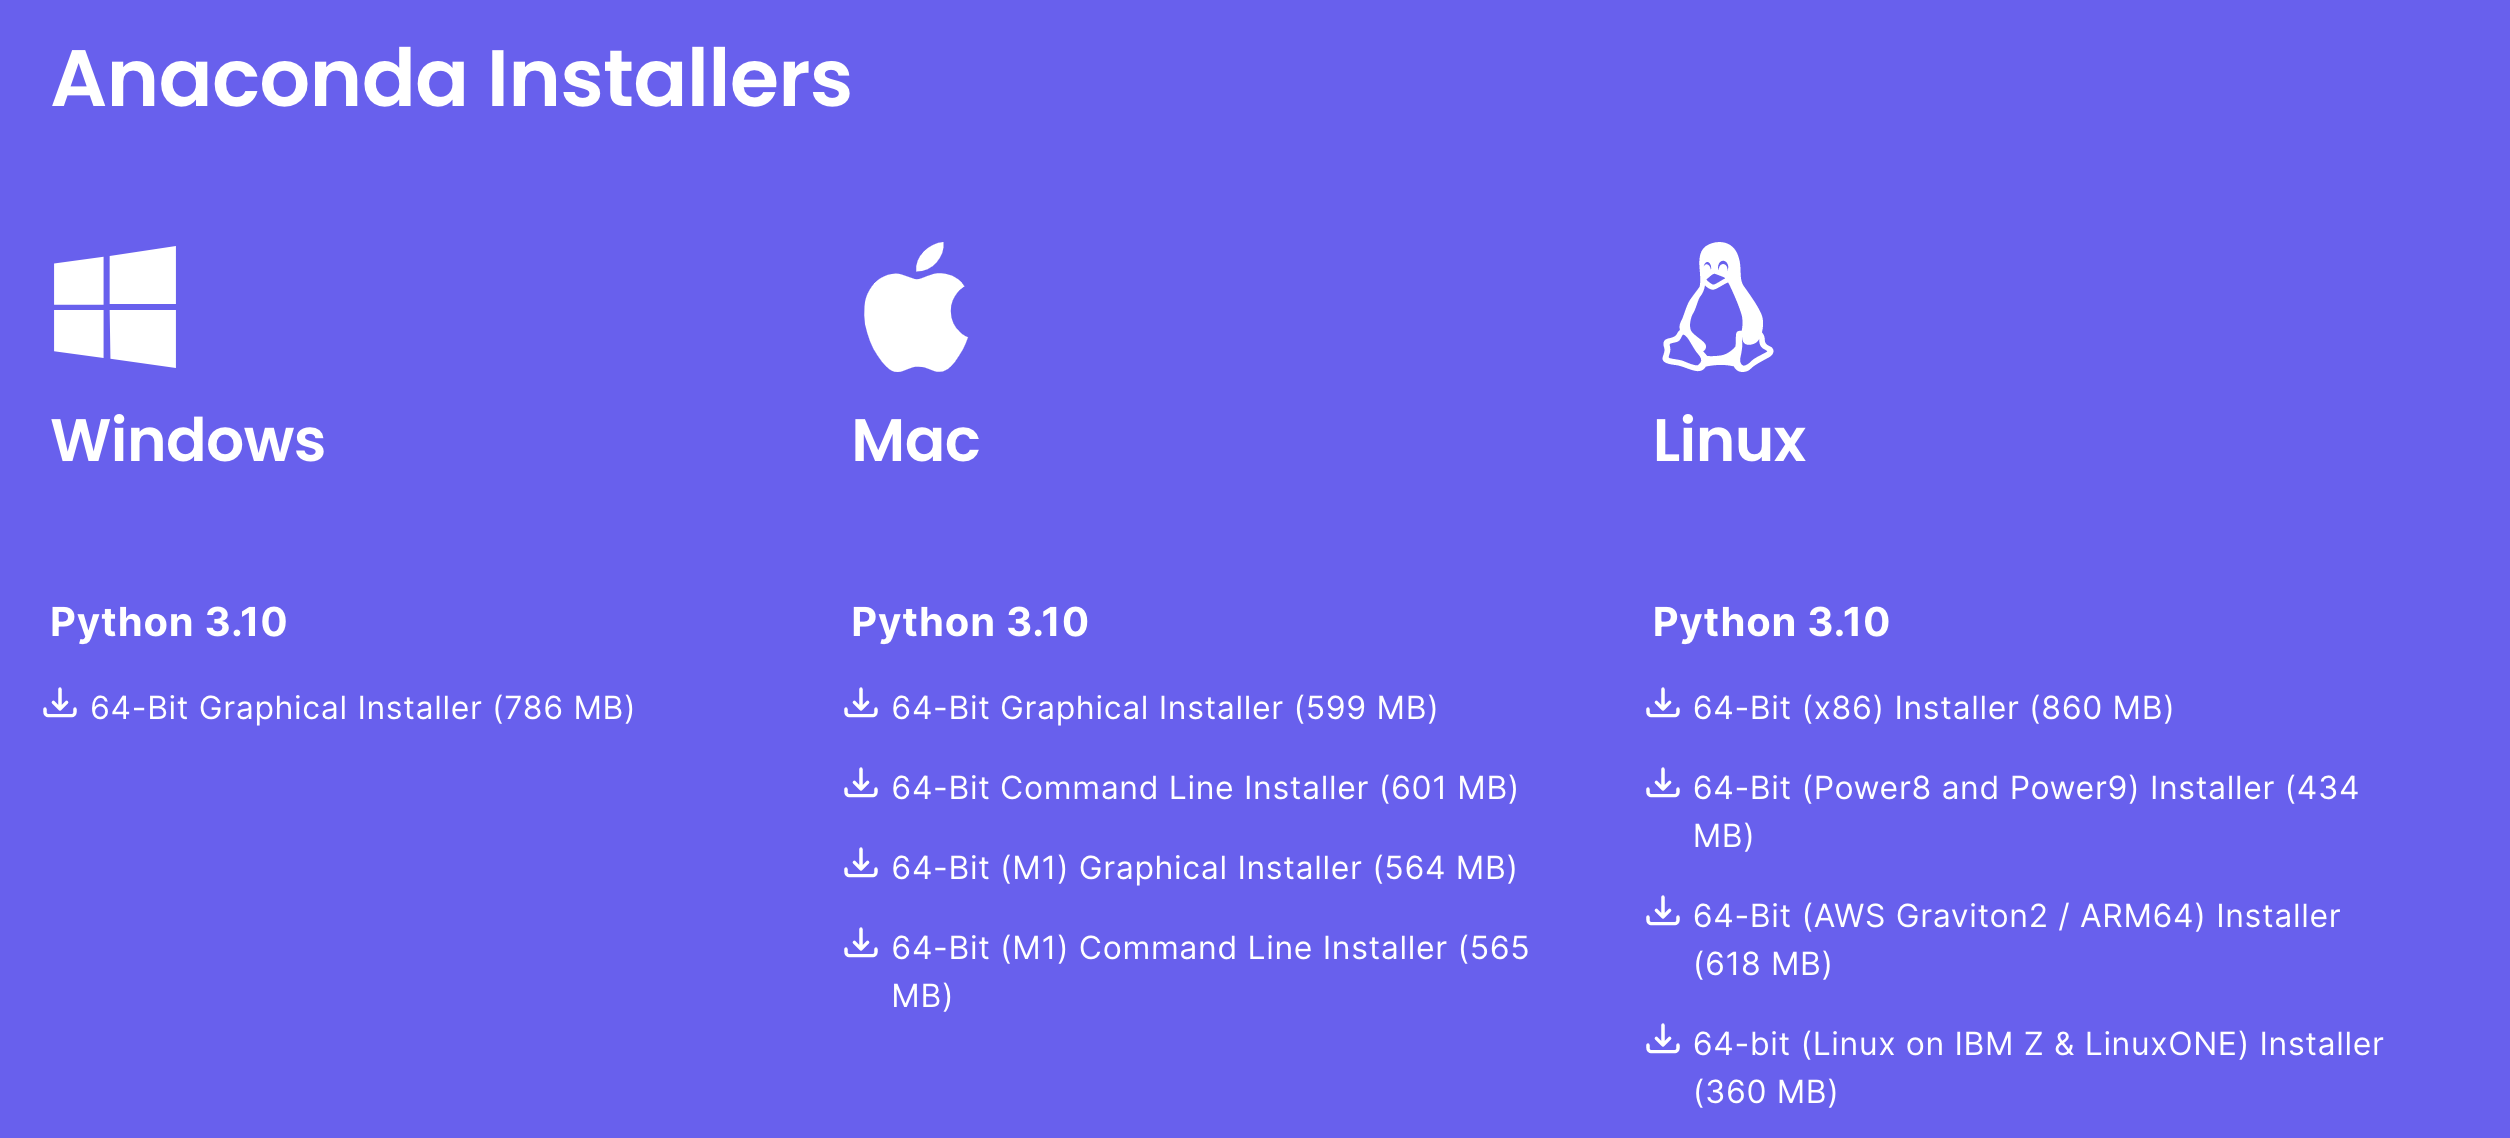 Anaconda Installers
Windows
Python 3.10
64-Bit Graphical Installer (786 MB)
Mac
Python 3.10
64-Bit Graphical Installer (599 MB)
64-Bit Command Line Installer (601 MB)
64-Bit (M1) Graphical Installer (564 MB)
64-Bit (M1) Command Line Installer (565
MB)
Linux
Python 3.10
64-Bit (x86) Installer (860 MB)
64-Bit (Power8 and Power9) Installer (434
MB)
64-Bit (AWS Graviton2 / ARM64) Installer
(618 MB)
64-bit (Linux on IBM Z & LinuxONE) Installer
(360 MB)